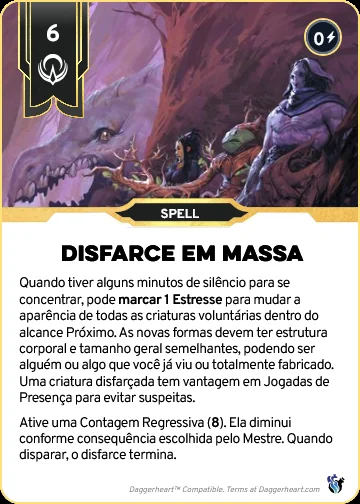 6
0
SPELL
DISFARCE EM MASSA
Quando tiver alguns minutos de silêncio para se
concentrar, pode marcar 1 Estresse para mudar a
aparência de todas as criaturas voluntárias dentro do
alcance Próximo. As novas formas devem ter estrutura
corporal e tamanho geral semelhantes, podendo ser
alguém ou algo que você já viu ou totalmente fabricado.
Uma criatura disfarçada tem vantagem em Jogadas de
Presença para evitar suspeitas.
Ative uma Contagem Regressiva (8). Ela diminui
conforme consequência escolhida pelo Mestre. Quando
disparar, o disfarce termina.
Daggerheart™ Compatible. Terms at Daggerheart.com